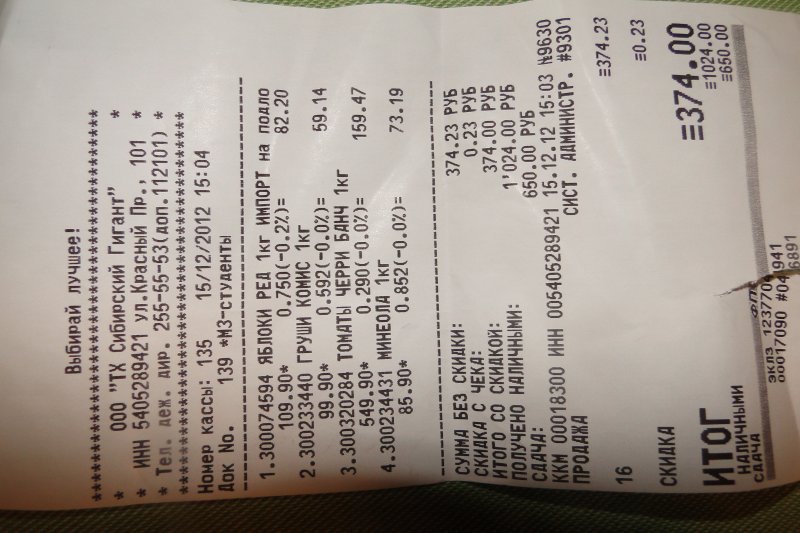 Выбирай лучшее!
*****************************************
* ООО "ТХ Сибирский Гигант" *
* ИНН 5405289421 ул.Красный Пр., 101 *
* Тел. деж. дир. 255-55-53(доп.112101) *
*****************************************
Номер кассы: 135 15/12/2012 15:04
Док No. 139 *МЗ-студенты
-----------------------------------------
1.300074594 ЯБЛОКИ РЕД 1кг ИМПОРТ на подло
109.90* 0.750(-0.2%)= 82.20
2.300233440 ГРУШИ КОМИС 1кг
99.90* 0.592(-0.0%)= 59.14
3.300320284 ТОМАТЫ ЧЕРРИ БАНЧ 1кг
549.90* 0.290(-0.0%)= 159.47
4.300234431 МИНЕОЛА 1кг
85.90* 0.852(-0.0%)= 73.19
-----------------------------------------
СУММА БЕЗ СКИДКИ: 374.23 РУБ
СКИДКА С ЧЕКА: 0.23 РУБ
ИТОГО СО СКИДКОЙ: 374.00 РУБ
ПОЛУЧЕНО НАЛИЧНЫМИ: 1'024.00 РУБ
СДАЧА: 650.00 РУБ
ККМ 00018300 ИНН 005405289421 15.12.12 15:03 №9630
ПРОДАЖА СИСТ. АДМИНИСТР. #9301
16 ≡374.23
СКИДКА ≡0.23
ИТОГ ≡374.00
НАЛИЧНЫМИ ≡1024.00
СДАЧА ≡650.00
ЭКЛЗ 12377
00017090